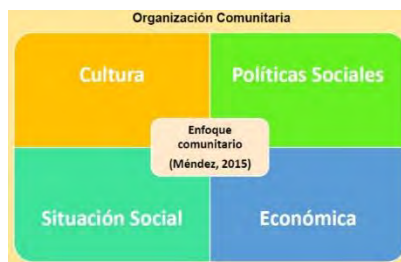 Organización Comunitaria
Cultura
Políticas Sociales
Enfoque
comunitario
(Méndez, 2015)
Situación Social
Económica